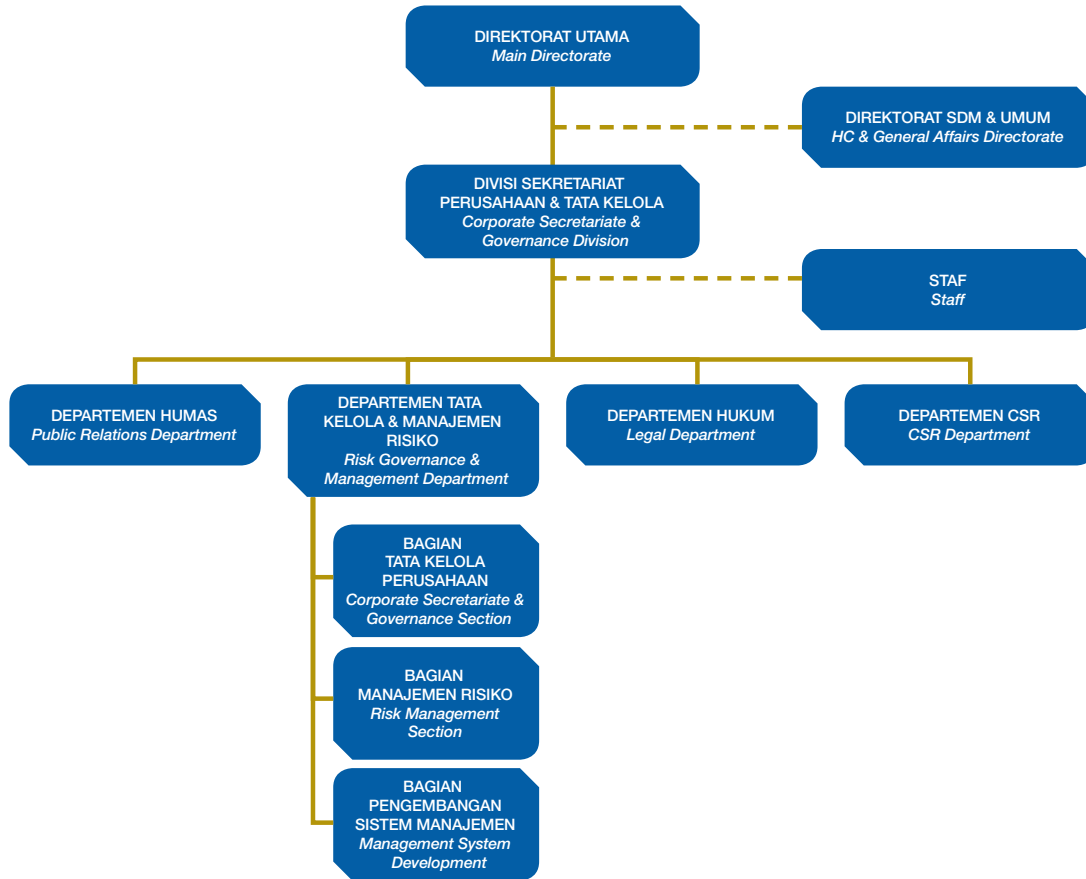 DIREKTORAT UTAMA
Main Directorate
DIREKTORAT SDM & UMUM
HC & General Affairs Directorate
DIVISI SEKRETARIAT
PERUSAHAAN & TATA KELOLA
Corporate Secretariate &
Governance Division
STAF
Staff
DEPARTEMEN HUMAS
Public Relations Department
DEPARTEMEN TATA
KELOLA & MANAJEMEN
RISIKO
Risk Governance &
Management Department
DEPARTEMEN HUKUM
Legal Department
DEPARTEMEN CSR
CSR Department
BAGIAN
TATA KELOLA
PERUSAHAAN
Corporate Secretariate &
Governance Section
BAGIAN
MANAJEMEN RISIKO
Risk Management
Section
BAGIAN
PENGEMBANGAN
SISTEM MANAJEMEN
Management System
Development